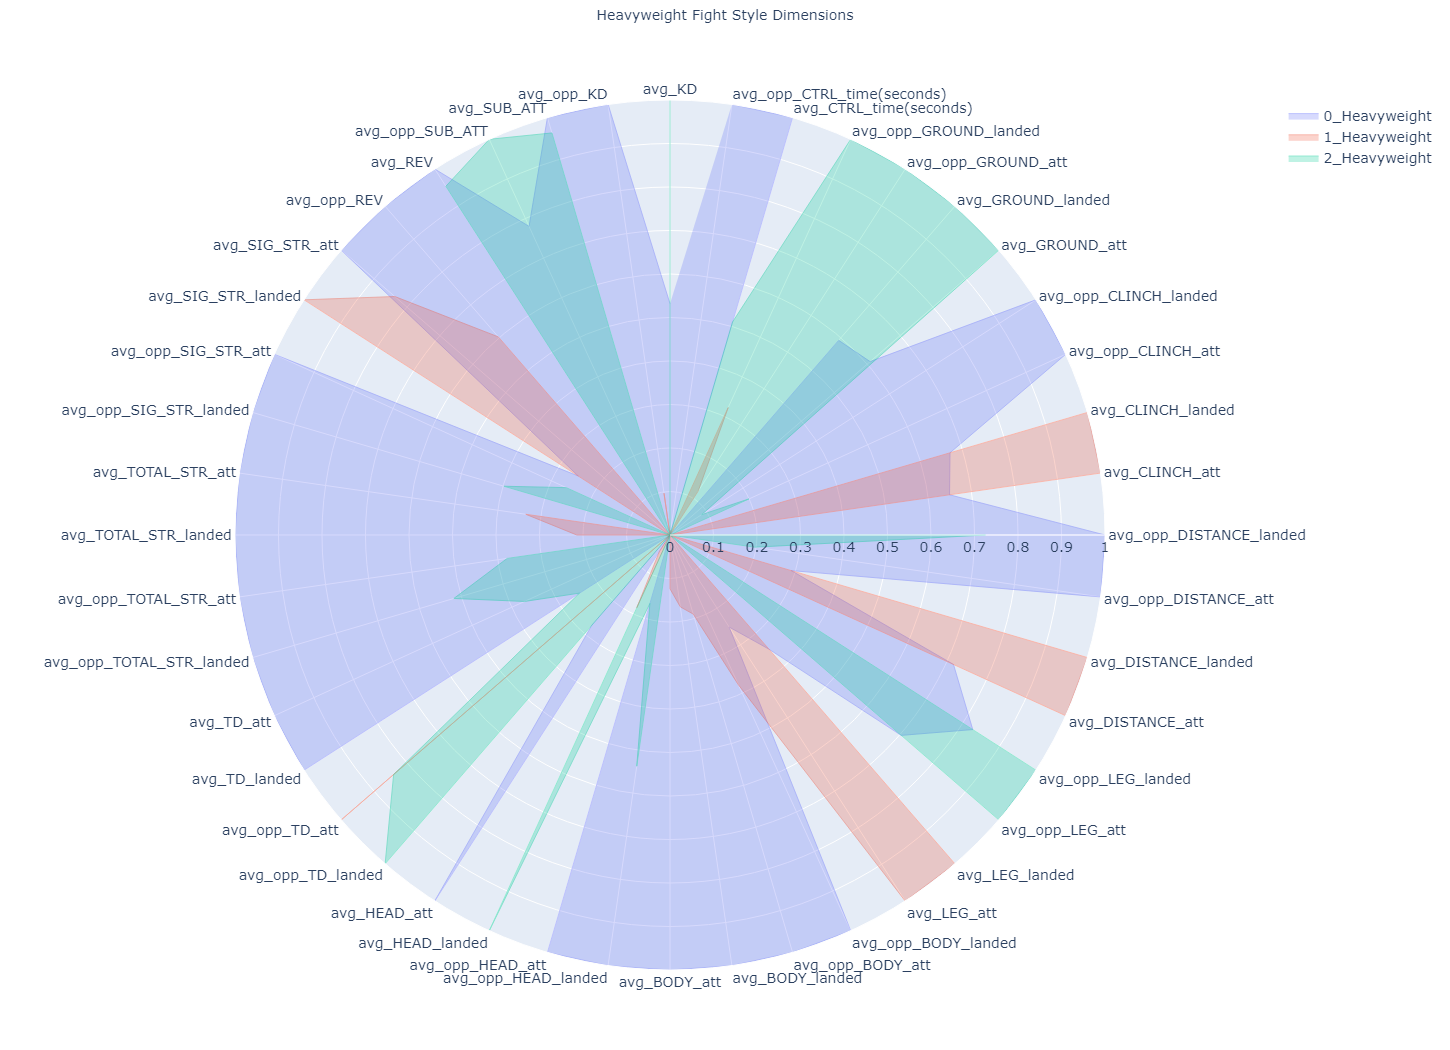 Heavyweight Fight Style Dimensions
avg_KD
avg_opp_KD
avg_opp_CTRL_time(seconds)
avg_SUB_ATT
avg_CTRL_time(seconds)
0_Heavyweight
1_Heavyweight
2_Heavyweight
avg_opp_SUB_ATT
avg_opp_GROUND_landed
avg_REV
avg_opp_GROUND_att
avg_opp_REV
avg_GROUND_landed
avg_SIG_STR_att
avg_GROUND_att
avg_SIG_STR_landed
avg_opp_CLINCH_landed
avg_opp_SIG_STR_att
avg_opp_CLINCH_att
avg_opp_SIG_STR_landed
avg_CLINCH_landed
avg_TOTAL_STR_att
avg_CLINCH_att
avg_TOTAL_STR_landed
avg_opp_DISTANCE_landed
0 0.1 0.2 0.3 0.4 0.5 0.6 0.7 0.8 0.9 1
avg_opp_TOTAL_STR_att
avg_opp_DISTANCE_att
avg_opp_TOTAL_STR_landed
avg_DISTANCE_landed
avg_TD_att
avg_DISTANCE_att
avg_TD_landed
avg_opp_LEG_landed
avg_opp_TD_att
avg_opp_LEG_att
avg_opp_TD_landed
avg_LEG_landed
avg_HEAD_att
avg_LEG_att
avg_HEAD_landed
avg_opp_BODY_landed
avg_opp_HEAD_att
avg_opp_BODY_att
avg_opp_HEAD_landed
avg_BODY_landed
avg_BODY_att